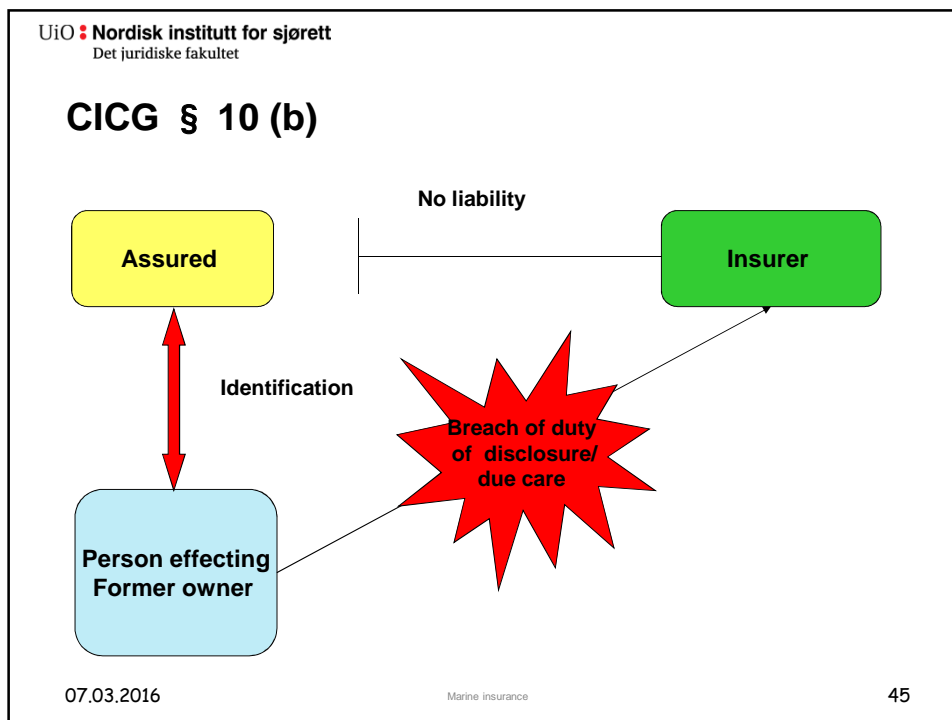 UiO : Nordisk institutt for sjørett
Det juridiske fakultet
CICG § 10 (b)
No liability
Assured
Insurer
Identification
Breach of duty
of disclosure/
due care
Person effecting
Former owner
07.03.2016
Marine insurance
45